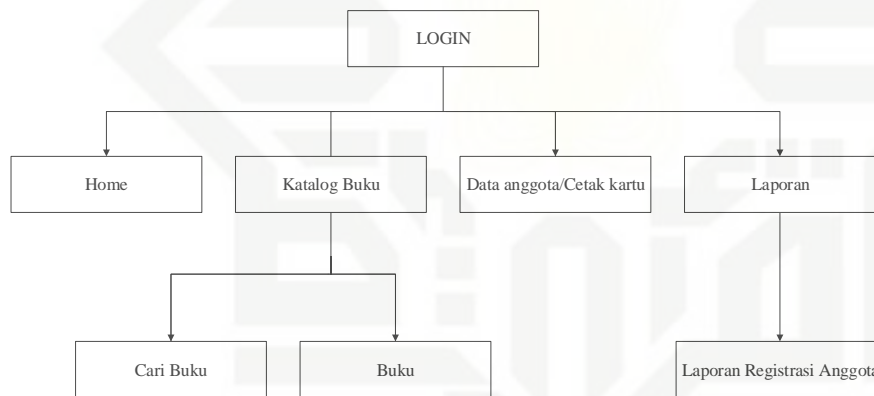 LOGIN
Home
Katalog Buku
Data anggota/Cetak kartu
Laporan
Cari Buku
Buku
Laporan Registrasi Anggota